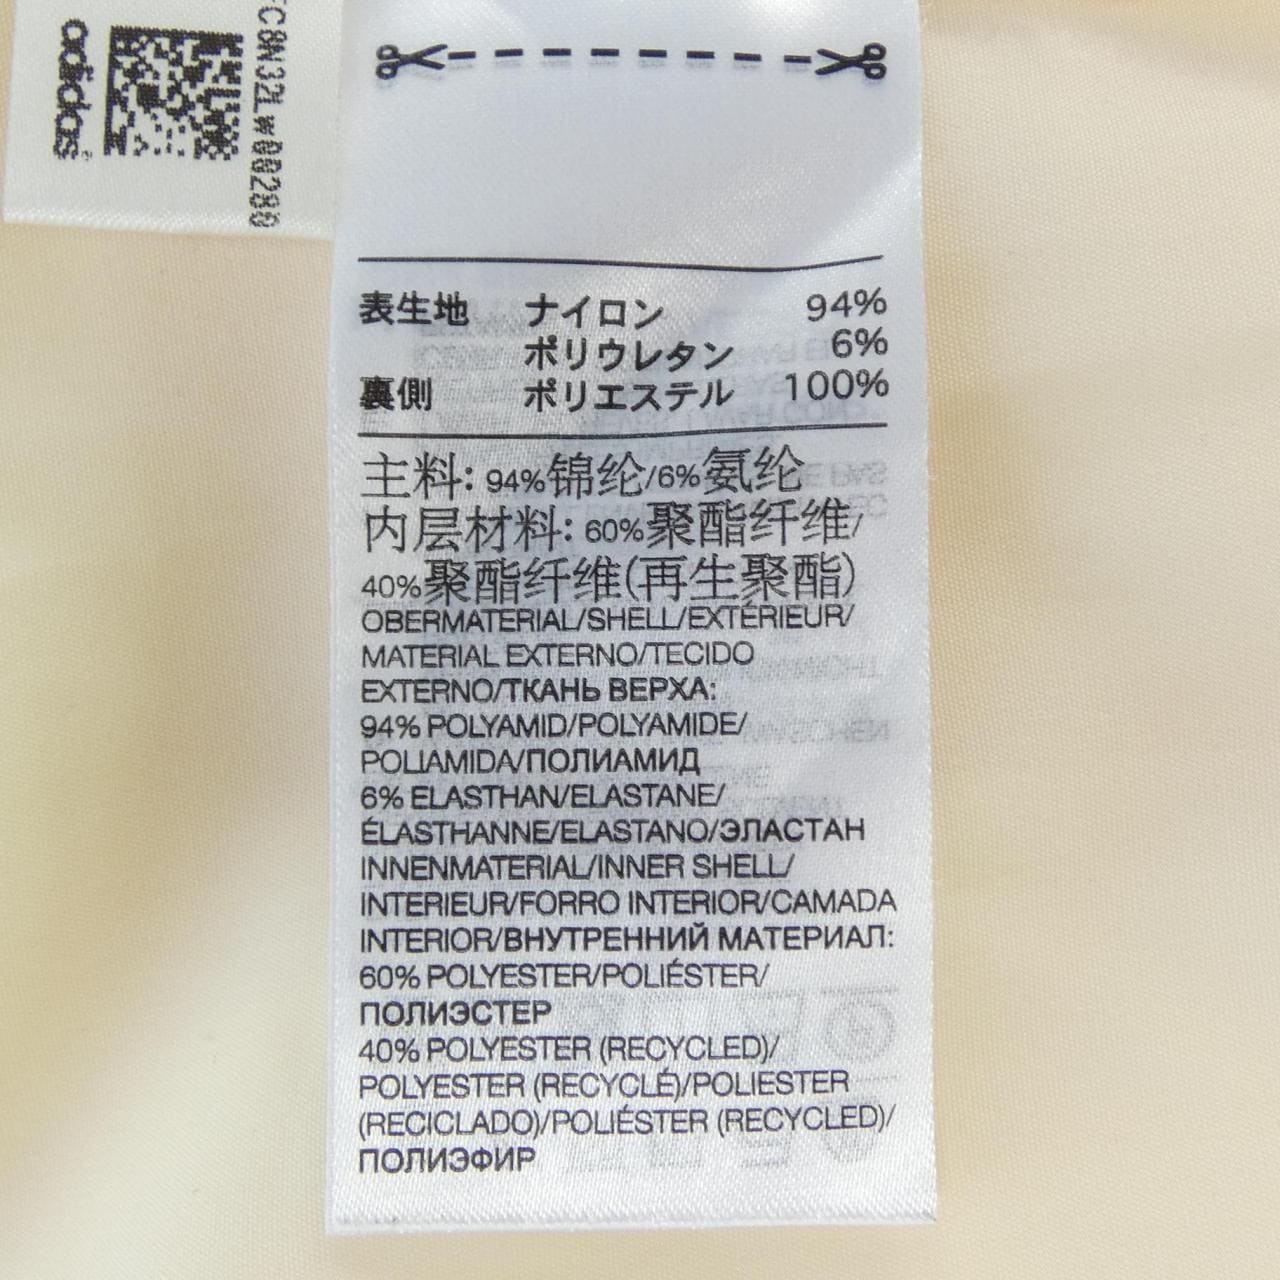 adidas
C8N32Lw00280
表生地 ナイロン 94%
ポリウレタン 6%
裏側 ポリエステル 100%
主料: 94%锦纶/6%氨纶
内层材料: 60%聚酯纤维/
40%聚酯纤维(再生聚酯)
OBERMATERIAL/SHELL/EXTÉRIEUR/
MATERIAL EXTERNO/TECIDO
EXTERNO/ТКАНЬ ВЕРХА:
94% POLYAMID/POLYAMIDE/
POLIAMIDA/ПОЛИАМИД
6% ELASTHAN/ELASTANE/
ÉLASTHANNE/ELASTANO/ЭЛАСТАН
INNENMATERIAL/INNER SHELL/
INTERIEUR/FORRO INTERIOR/CAMADA
INTERIOR/ВНУТРЕННИЙ МАТЕРИАЛ:
60% POLYESTER/POLIÉSTER/
ПОЛИЭСТЕР
40% POLYESTER (RECYCLED)/
POLYESTER (RECYCLÉ)/POLIESTER
(RECICLADO)/POLIÉSTER (RECYCLED)/
ПОЛИЭФИР